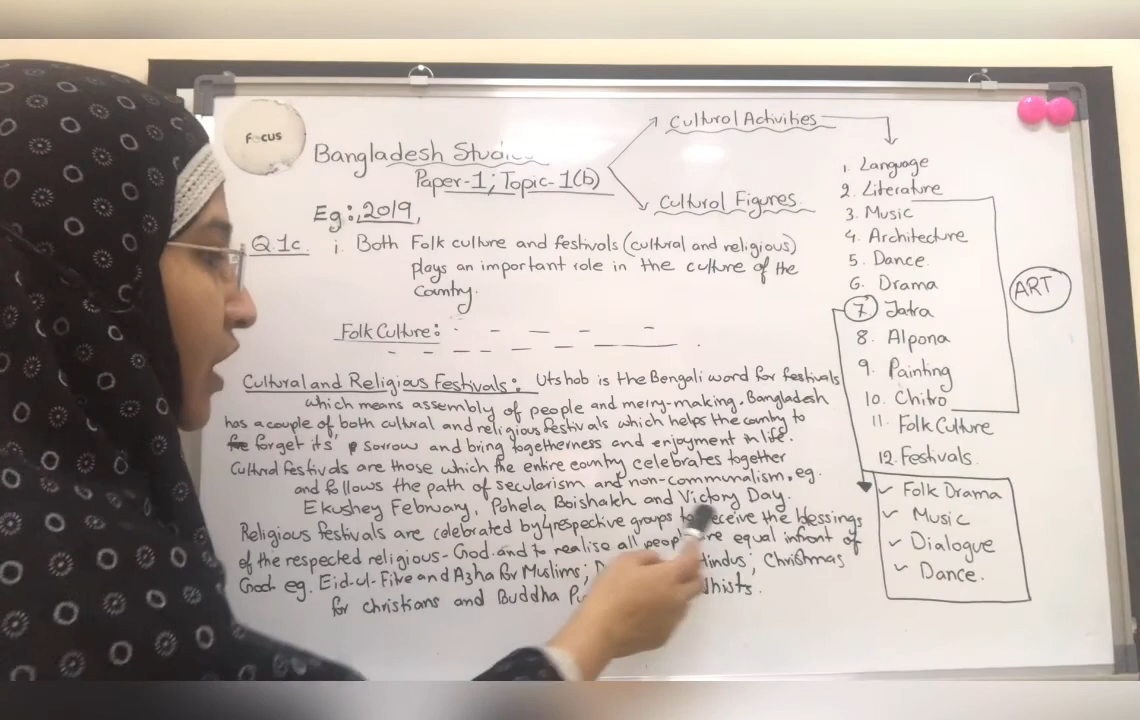 Focus
Bangladesh
Paper-1; Topic-1(b)
Cultural Activities
Cultural Figures
Eg:, 2019,
Q.1c. i. Both Folk culture and festivals (cultural and religious)
plays an important role in the culture of the
Country.
Folk Culture:
Cultural and Religious Festivals: Utshob is the Bengali word for festivals
which means assembly of people and merry-making. Bangladesh
has a couple of both cultural and religious festivals which helps the country to
forget its' sorrow and bring togetherness and enjoyment in life.
Cultural festivals are those which the entire country celebrates together
and follows the path of secularism and non-communalism, eg.
Ekushey February, Pohela Boishakh and Victory Day.
Religious festivals are celebrated by respective groups to receive the blessings
of the respected religious-God and to realise all equal infront of
God. eg. Eid-ul-Fitre and Azha for Muslims; Hindus', Christmas
for christians and Buddha
1. Language
2. Literature
3. Music
4. Architecture
5. Dance.
6. Drama
7. Jatra
8. Alpona
9. Painting
10. Chitro
11. Folk Culture
12. Festivals.
ART
Folk Drama
Music
Dialogue
Dance.